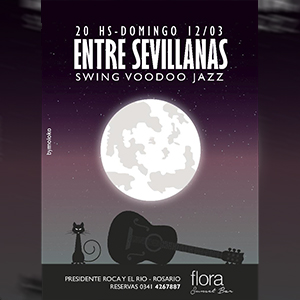 20 HS-DOMINGO 12/03
ENTRE SEVILLANAS
SWING VOODOO JAZZ
bymoloko
PRESIDENTE ROCA Y EL RIO - ROSARIO
RESERVAS 0341 4267887
flora
Sunset Bar